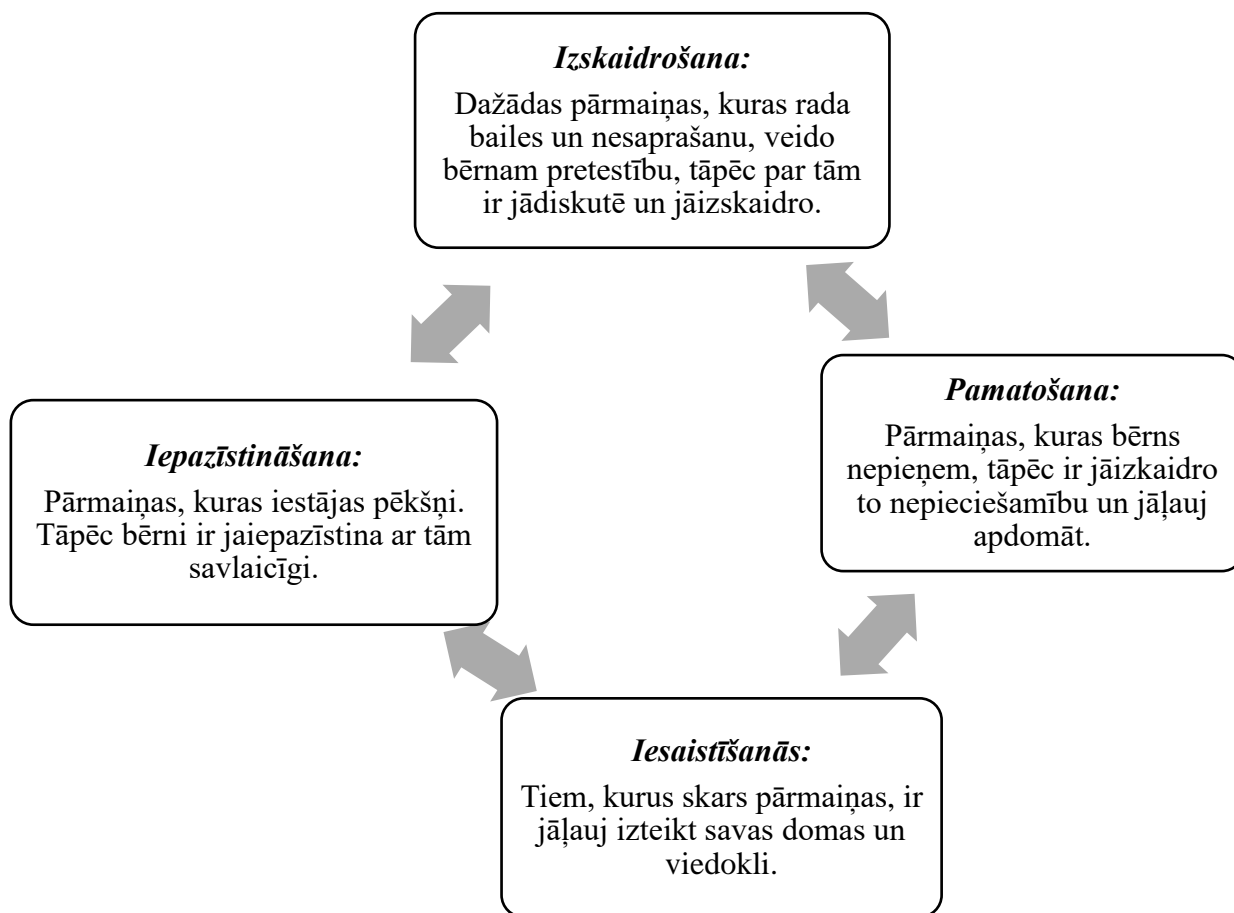 Izskaidrošana:
Dažādas pārmaiņas, kuras rada
bailes un nesaprašanu, veido
bērnam pretestību, tāpēc par tām
ir jādiskutē un jāizskaidro.
Pamatošana:
Pārmaiņas, kuras bērns
nepieņem, tāpēc ir jāizkaidro
to nepieciešamību un jāļauj
apdomāt.
Iesaistīšanās:
Tiem, kurus skars pārmaiņas, ir
jāļauj izteikt savas domas un
viedokli.
Iepazīstināšana:
Pārmaiņas, kuras iestājas pēkšņi.
Tāpēc bērni ir jaiepazīstina ar tām
savlaicīgi.